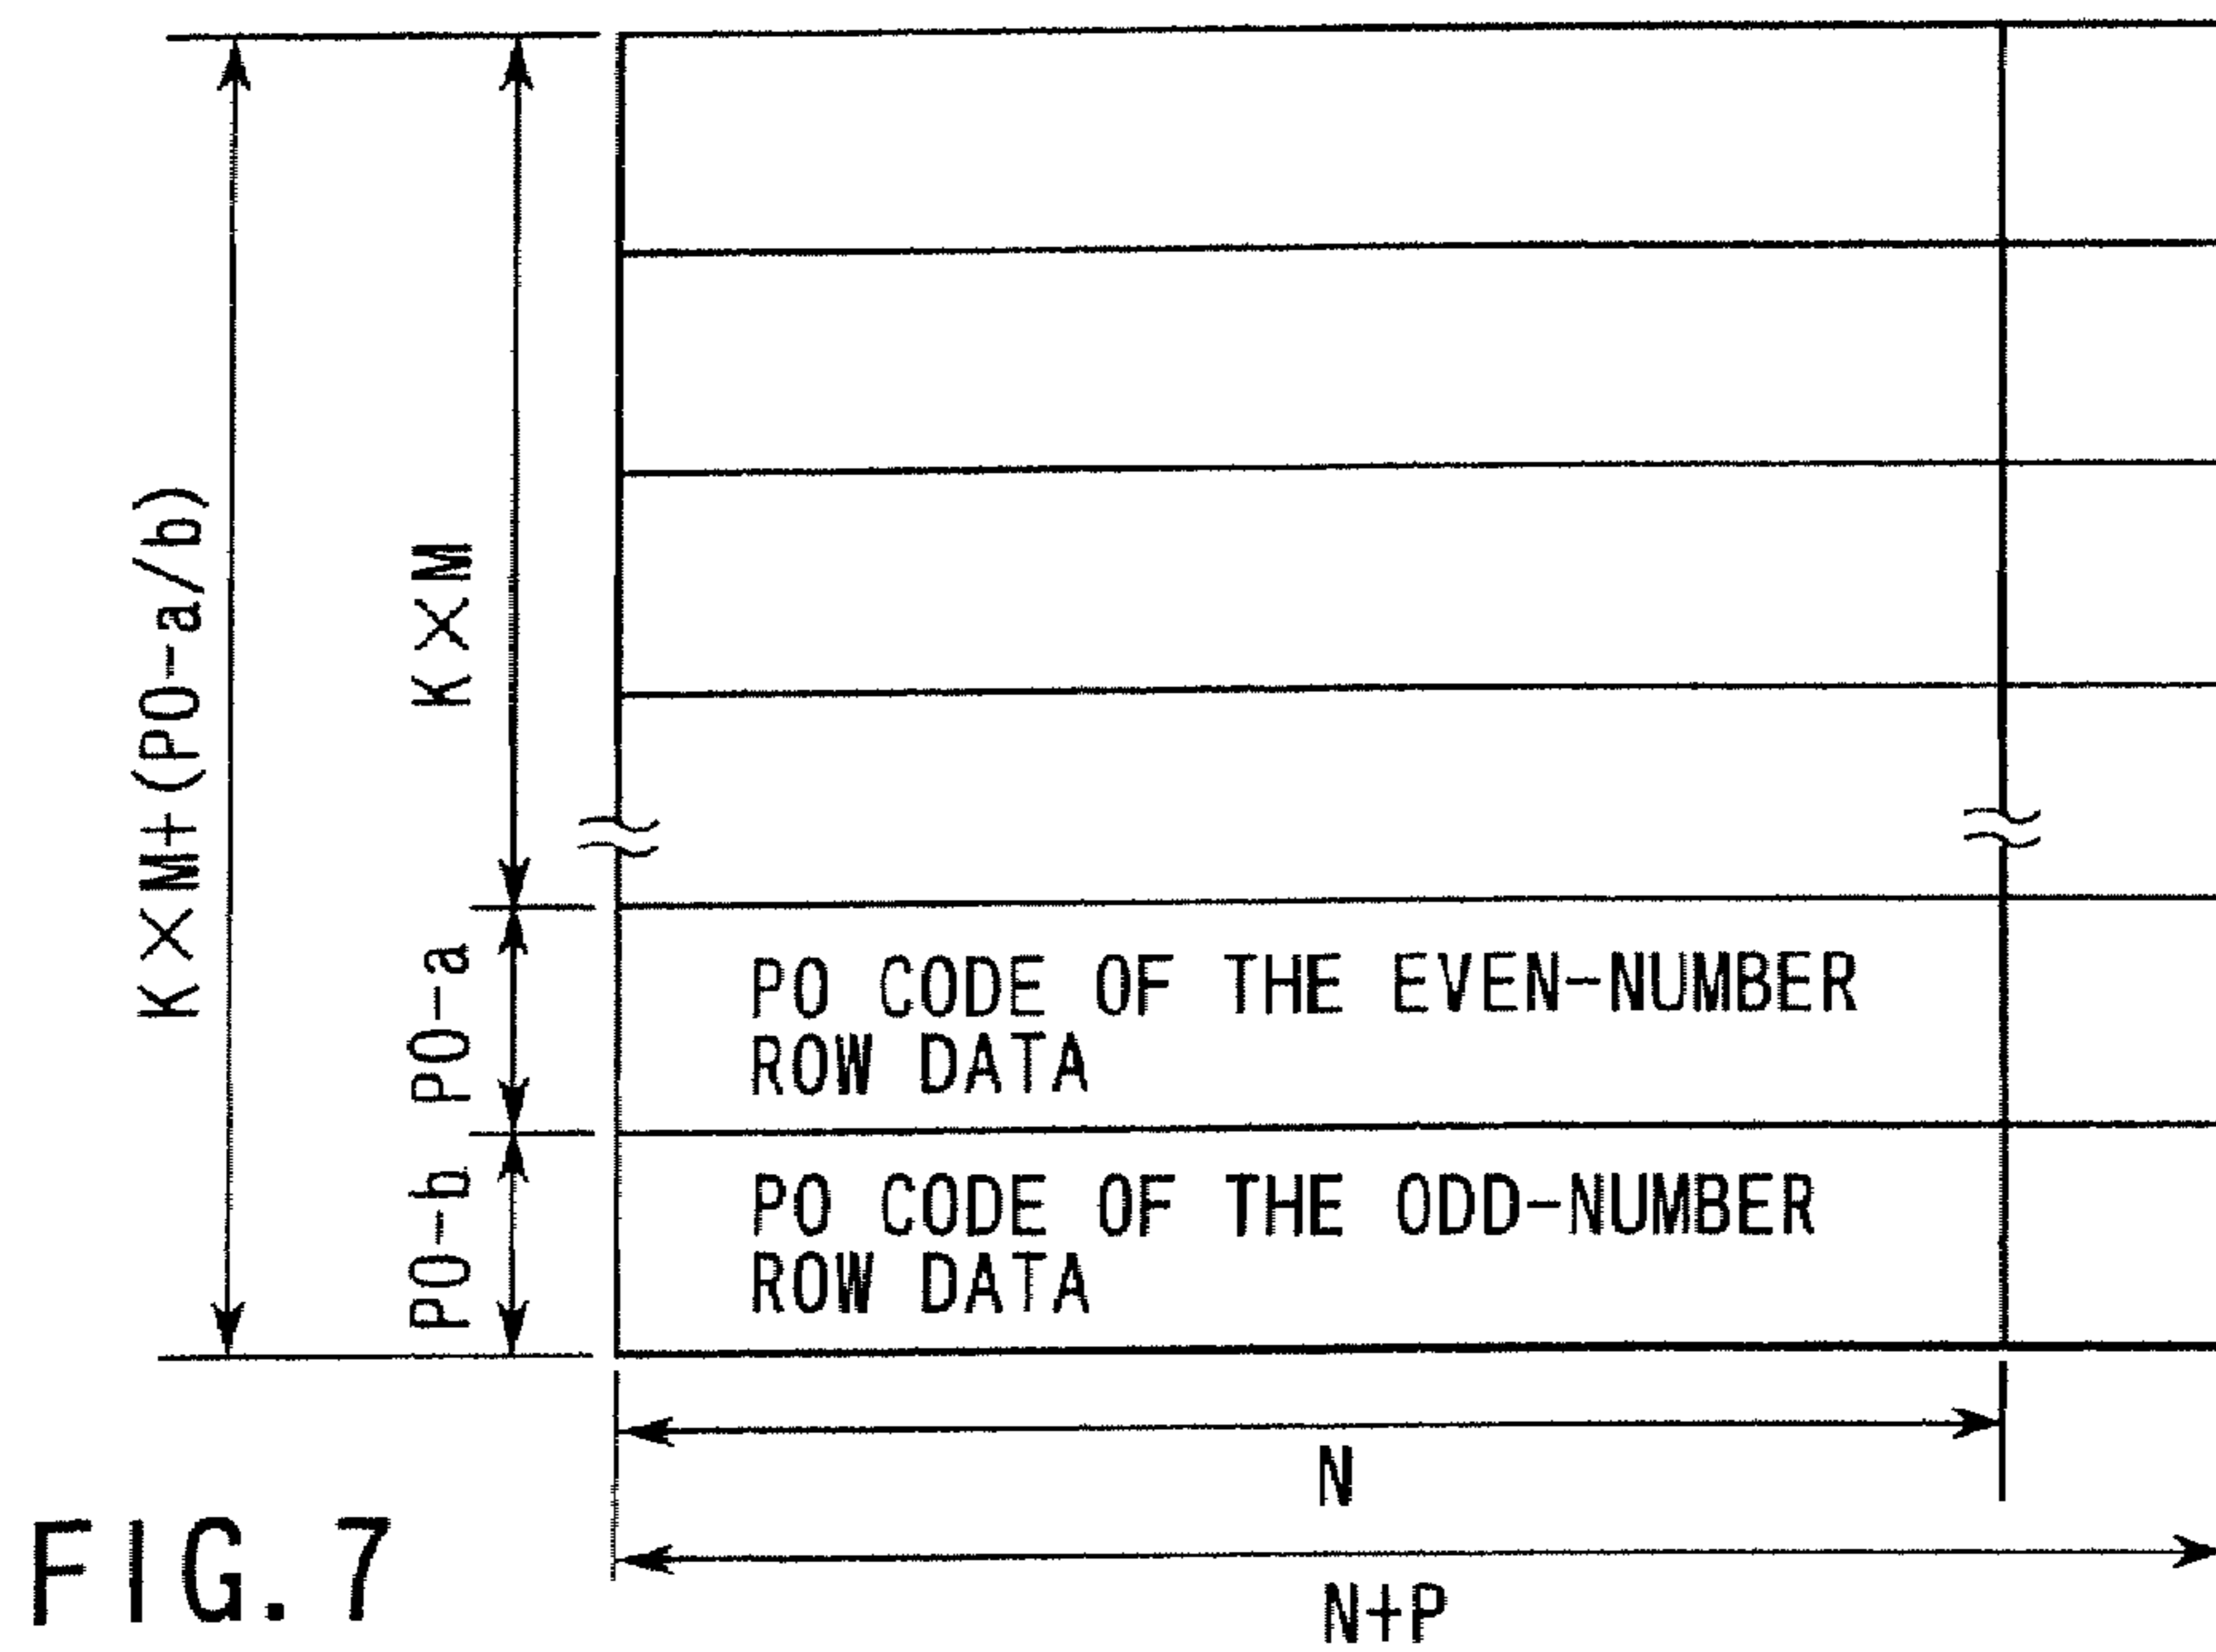 K×M+(PO-a/b)
K×M
PO-a
PO-b
PO CODE OF THE EVEN-NUMBER
ROW DATA
PO CODE OF THE ODD-NUMBER
ROW DATA
N
N+P
FIG.7